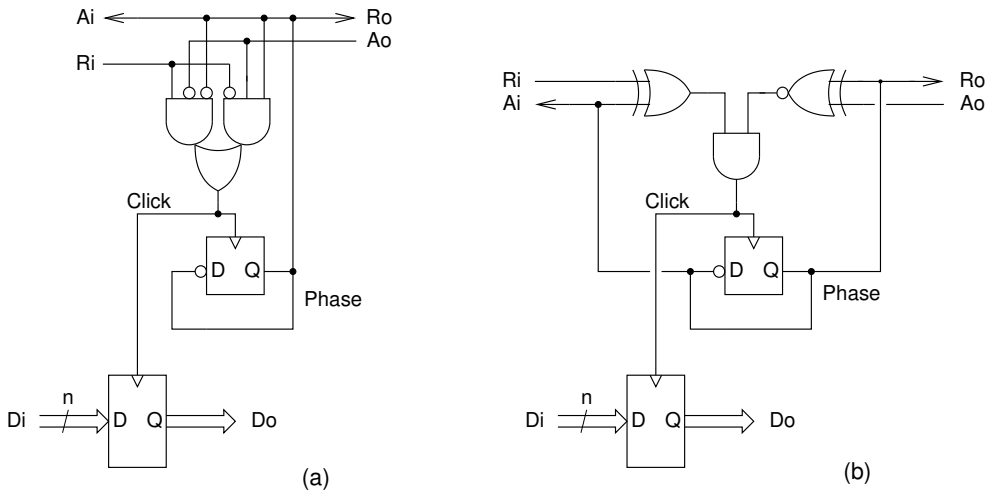 Ai
Ro
Ao
Ri
Click
D
Q
Phase
n
Di
D
Q
Do
(a)
Ri
Ro
Ai
Ao
Click
D
Q
Phase
n
Di
D
Q
Do
(b)